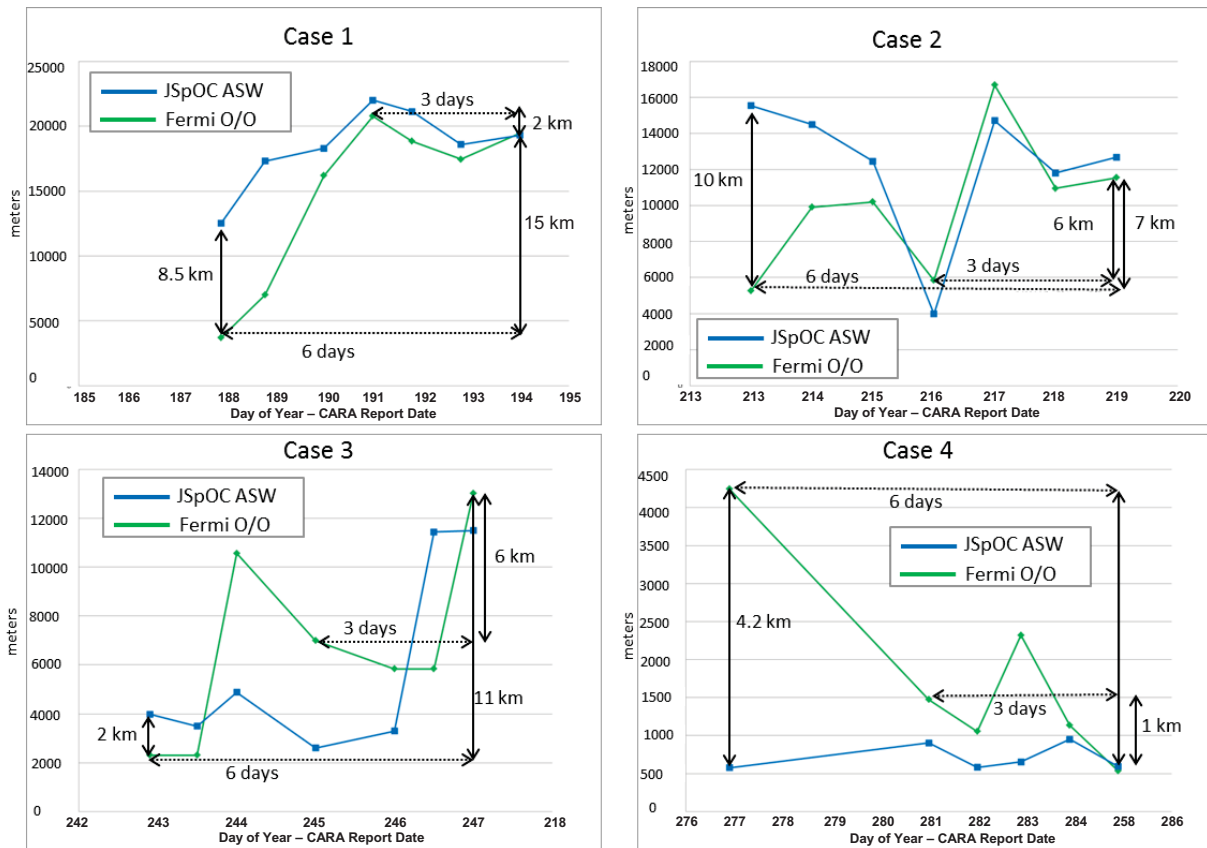 Case 1
25000
20000
15000
10000
5000
0
meters
JSpOC ASW
Fermi O/O
3 days
2 km
15 km
8.5 km
6 days
185 186 187 188 189 190 191 192 193 194 195
Day of Year – CARA Report Date
Case 2
18000
16000
14000
12000
10000
8000
6000
4000
2000
0
meters
10 km
6 km
7 km
3 days
6 days
JSpOC ASW
Fermi O/O
213 213 214 215 216 217 218 219 220
Day of Year – CARA Report Date
Case 3
14000
12000
10000
8000
6000
4000
2000
0
meters
JSpOC ASW
Fermi O/O
6 km
3 days
11 km
2 km
6 days
242 243 244 244 245 246 247 218
Day of Year – CARA Report Date
Case 4
4500
4000
3500
3000
2500
2000
1500
1000
500
0
meters
6 days
JSpOC ASW
Fermi O/O
4.2 km
3 days
1 km
276 277 278 280 281 282 283 284 258 286
Day of Year – CARA Report Date